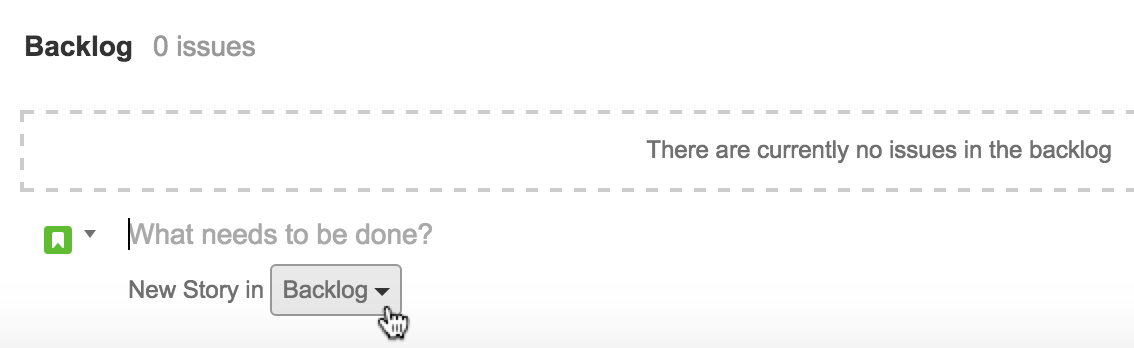 Backlog 0 issues
There are currently no issues in the backlog
What needs to be done?
New Story in Backlog